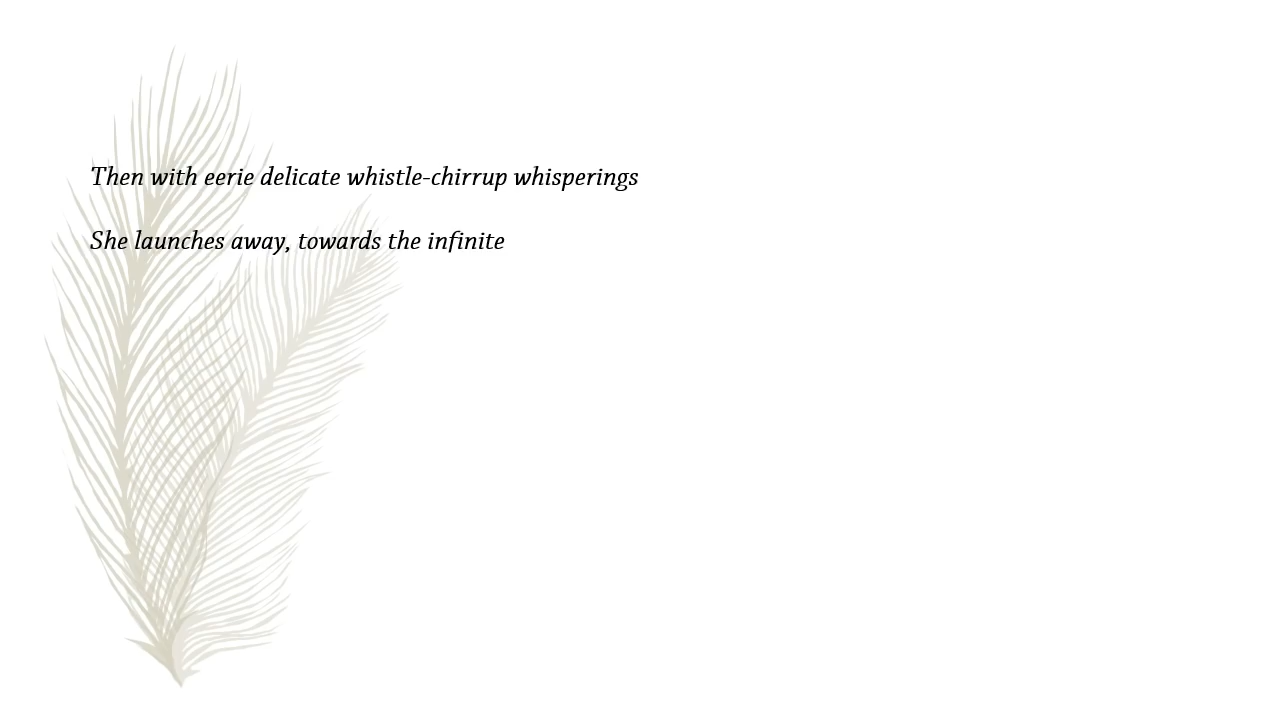 Then with eerie delicate whistle-chirrup whisperings
She launches away, towards the infinite